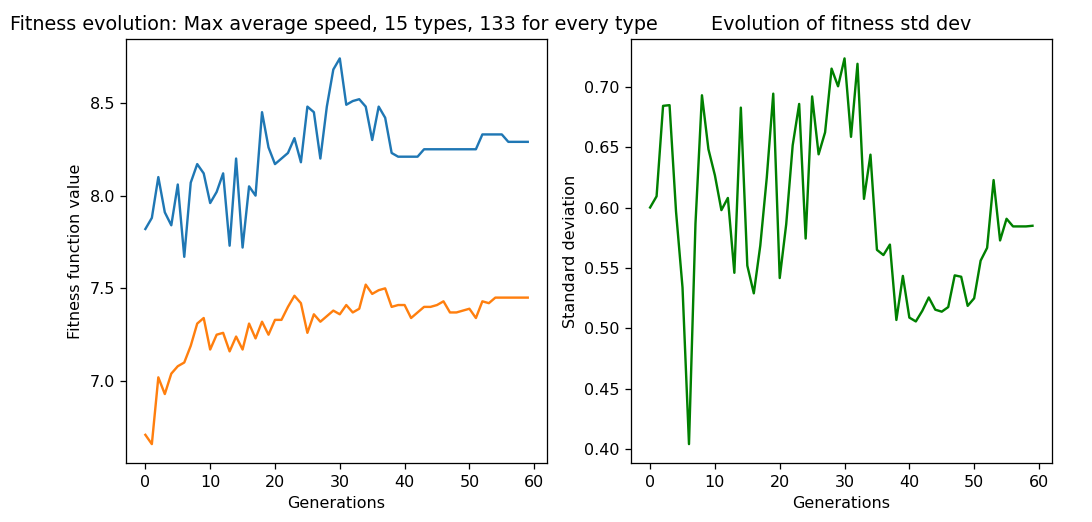 Fitness evolution: Max average speed, 15 types, 133 for every type
Fitness function value
8.5
8.0
7.5
7.0
0 10 20 30 40 50 60
Generations
Evolution of fitness std dev
Standard deviation
0.70
0.65
0.60
0.55
0.50
0.45
0.40
0 10 20 30 40 50 60
Generations